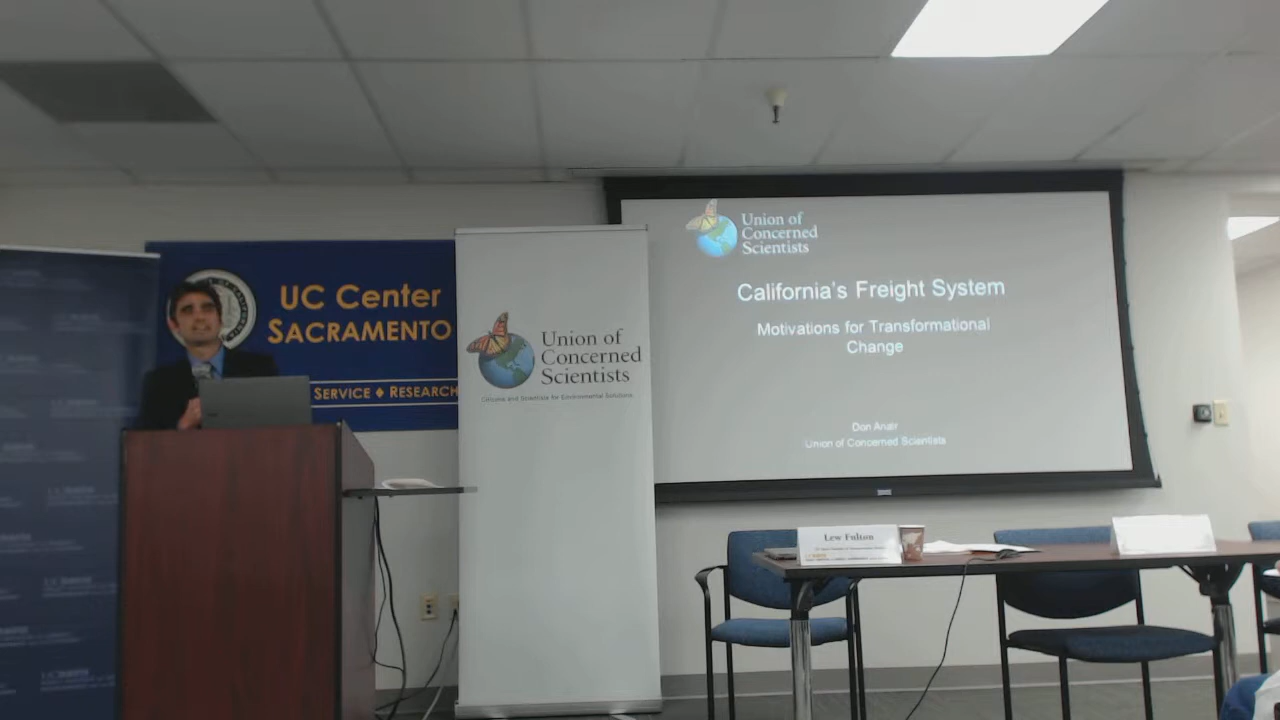 UC Center
Sacramento
Service ♦ Research
Union of
Concerned
Scientists
Citizens and Scientists for Environmental Solutions
Union of
Concerned
Scientists
California's Freight System
Motivations for Transformational
Change
Don Anair
Union of Concerned Scientists
Lew Fulton